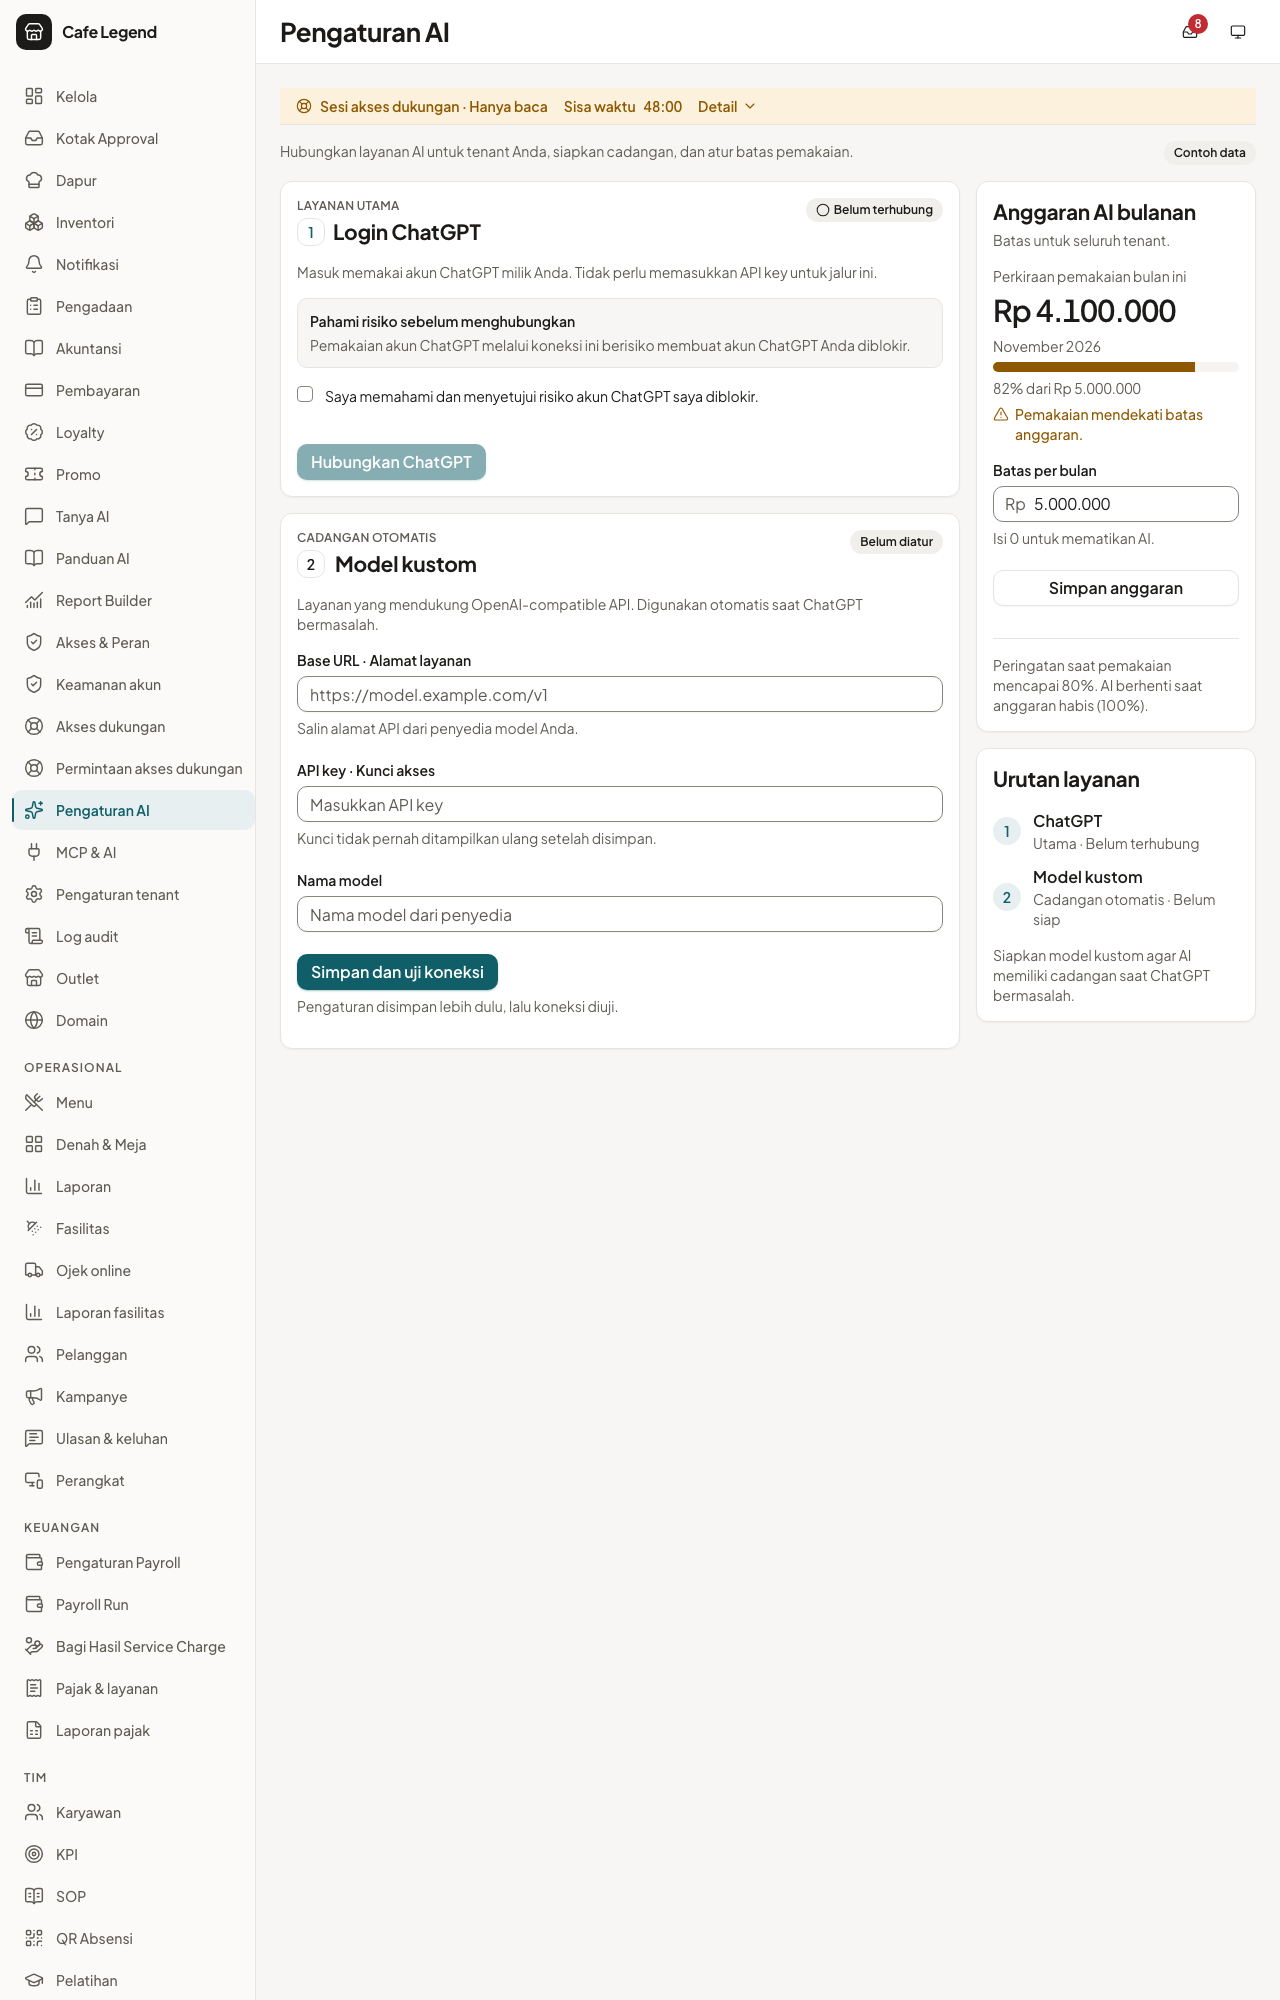 Cafe Legend
Kelola
Kotak Approval
Dapur
Inventori
Notifikasi
Pengadaan
Akuntansi
Pembayaran
Loyalty
Promo
Tanya AI
Panduan AI
Report Builder
Akses & Peran
Keamanan akun
Akses dukungan
Permintaan akses dukungan
Pengaturan AI
MCP & AI
Pengaturan tenant
Log audit
Outlet
Domain
OPERASIONAL
Menu
Denah & Meja
Laporan
Fasilitas
Ojek online
Laporan fasilitas
Pelanggan
Kampanye
Ulasan & keluhan
Perangkat
KEUANGAN
Pengaturan Payroll
Payroll Run
Bagi Hasil Service Charge
Pajak & layanan
Laporan pajak
TIM
Karyawan
KPI
SOP
QR Absensi
Pelatihan
Pengaturan AI
8
Sesi akses dukungan · Hanya baca Sisa waktu 48:00 Detail
Hubungkan layanan AI untuk tenant Anda, siapkan cadangan, dan atur batas pemakaian.
Contoh data
LAYANAN UTAMA
1 Login ChatGPT
Belum terhubung
Masuk memakai akun ChatGPT milik Anda. Tidak perlu memasukkan API key untuk jalur ini.
Pahami risiko sebelum menghubungkan
Pemakaian akun ChatGPT melalui koneksi ini berisiko membuat akun ChatGPT Anda diblokir.
Saya memahami dan menyetujui risiko akun ChatGPT saya diblokir.
Hubungkan ChatGPT
CADANGAN OTOMATIS
2 Model kustom
Belum diatur
Layanan yang mendukung OpenAI-compatible API. Digunakan otomatis saat ChatGPT
bermasalah.
Base URL · Alamat layanan
https://model.example.com/v1
Salin alamat API dari penyedia model Anda.
API key · Kunci akses
Masukkan API key
Kunci tidak pernah ditampilkan ulang setelah disimpan.
Nama model
Nama model dari penyedia
Simpan dan uji koneksi
Pengaturan disimpan lebih dulu, lalu koneksi diuji.
Anggaran AI bulanan
Batas untuk seluruh tenant.
Perkiraan pemakaian bulan ini
Rp 4.100.000
November 2026
82% dari Rp 5.000.000
Pemakaian mendekati batas
anggaran.
Batas per bulan
Rp 5.000.000
Isi 0 untuk mematikan AI.
Simpan anggaran
Peringatan saat pemakaian
mencapai 80%. AI berhenti saat
anggaran habis (100%).
Urutan layanan
1 ChatGPT
Utama · Belum terhubung
2 Model kustom
Cadangan otomatis · Belum
siap
Siapkan model kustom agar AI
memiliki cadangan saat ChatGPT
bermasalah.